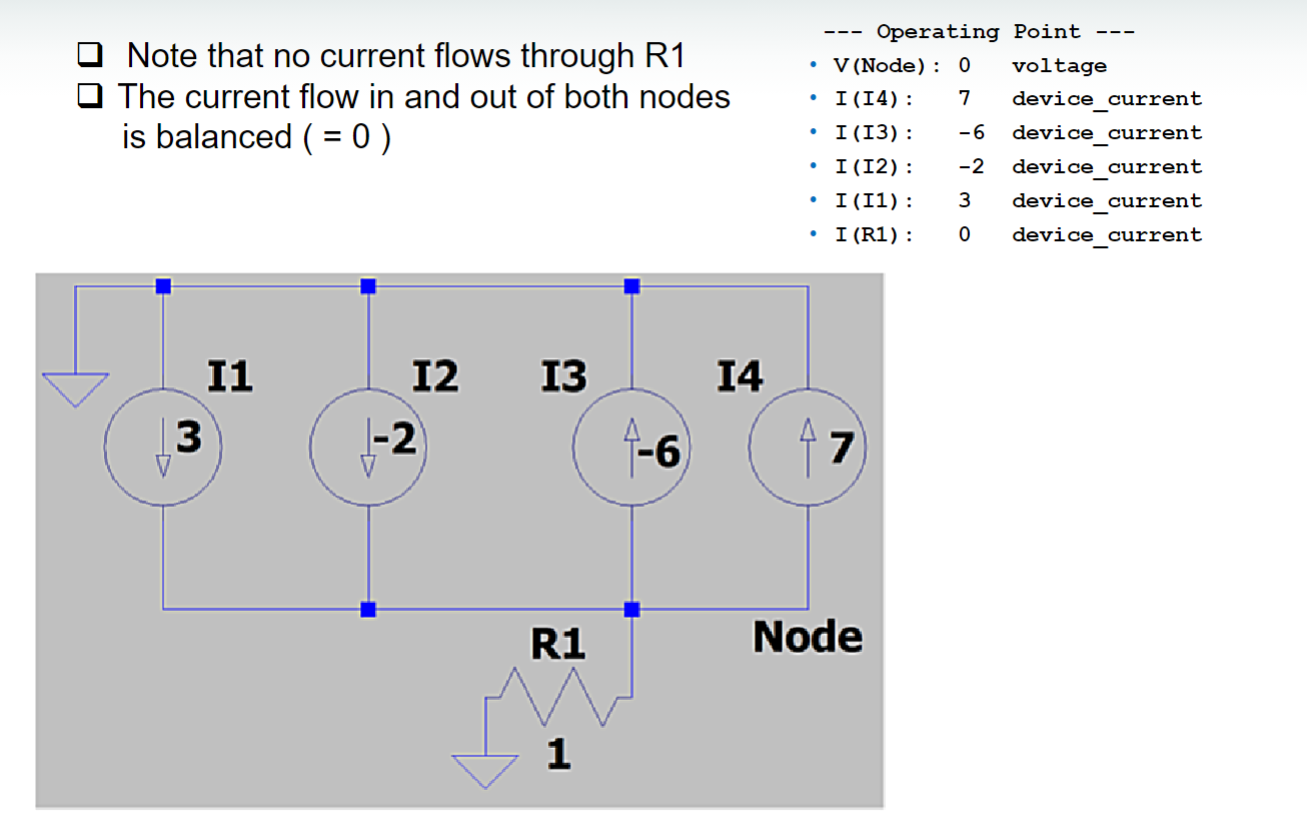 Note that no current flows through R1
The current flow in and out of both nodes
is balanced ( = 0 )
--- Operating Point ---
• V(Node): 0 voltage
• I(I4): 7 device_current
• I(I3): -6 device_current
• I(I2): -2 device_current
• I(I1): 3 device_current
• I(R1): 0 device_current
I1 I2 I3 I4
3 -2 -6 7
R1 Node
1